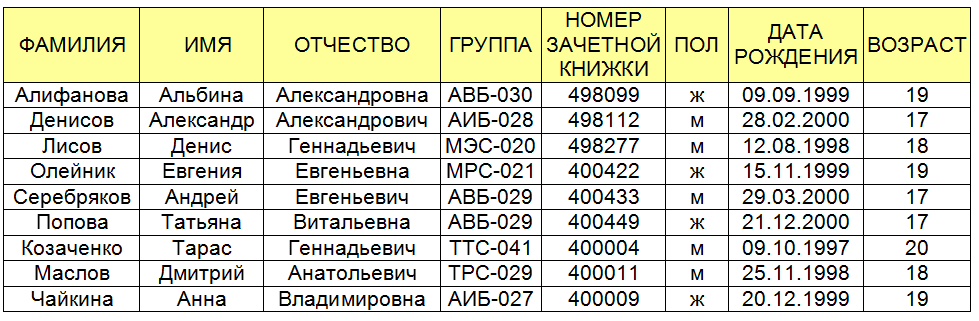 ФАМИЛИЯ ИМЯ ОТЧЕСТВО ГРУППА НОМЕР ЗАЧЕТНОЙ КНИЖКИ ПОЛ ДАТА РОЖДЕНИЯ ВОЗРАСТ
Алифанова Альбина Александровна АВБ-030 498099 ж 09.09.1999 19
Денисов Александр Александрович АИБ-028 498112 м 28.02.2000 17
Лисов Денис Геннадьевич МЭС-020 498277 м 12.08.1998 18
Олейник Евгения Евгеньевна МРС-021 400422 ж 15.11.1999 19
Серебряков Андрей Евгеньевич АВБ-029 400433 м 29.03.2000 17
Попова Татьяна Витальевна АВБ-029 400449 ж 21.12.2000 17
Козаченко Тарас Геннадьевич ТТС-041 400004 м 09.10.1997 20
Маслов Дмитрий Анатольевич ТРС-029 400011 м 25.11.1998 18
Чайкина Анна Владимировна АИБ-027 400009 ж 20.12.1999 19